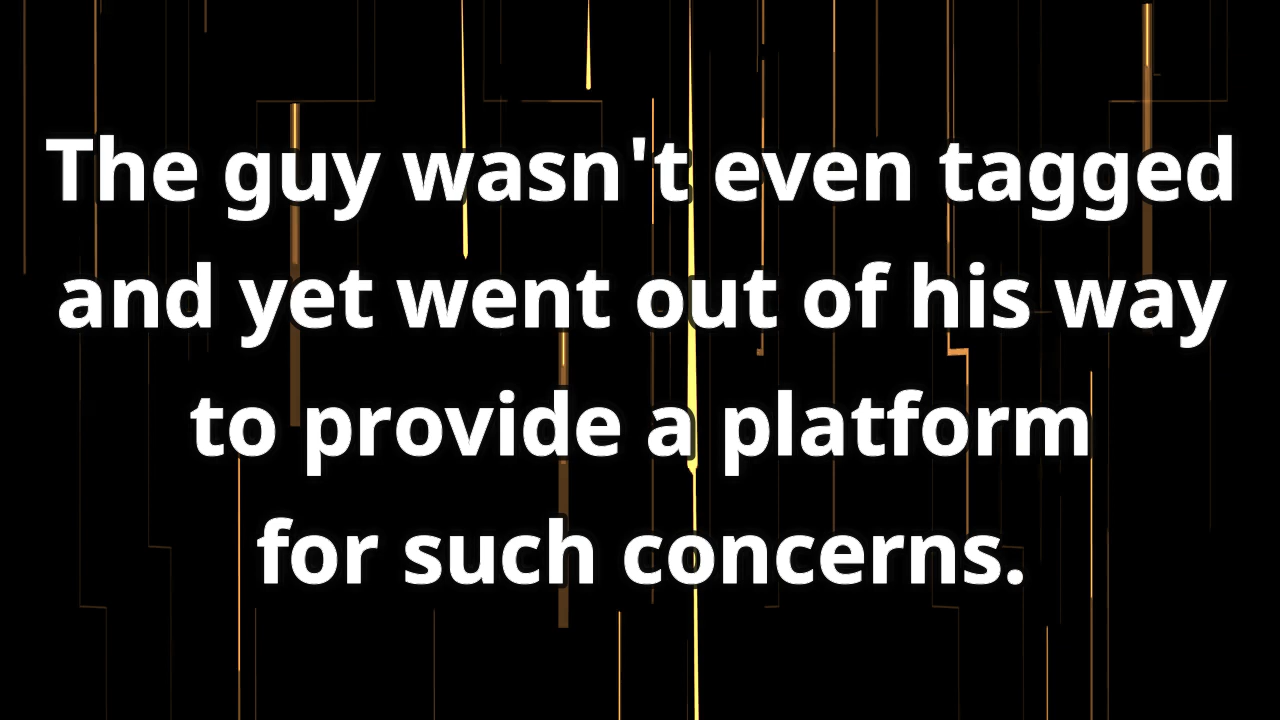 The guy wasn't even tagged
and yet went out of his way
to provide a platform
for such concerns.